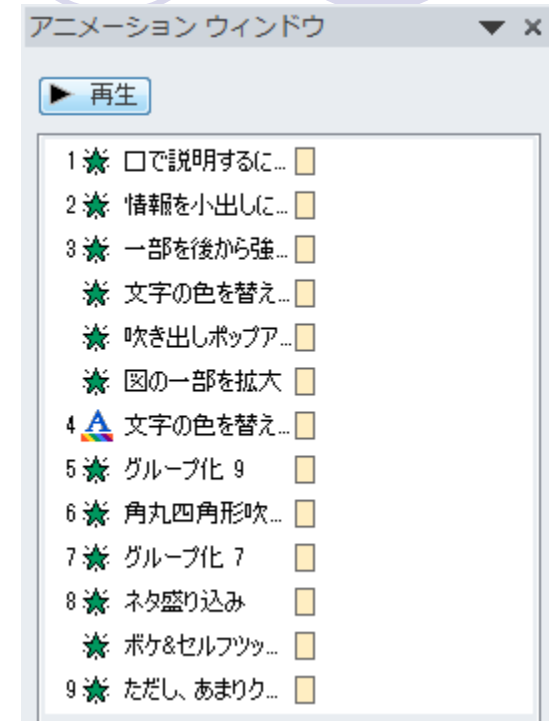 アニメーション ウィンドウ
再生
1 口で説明するに...
2 情報を小出しに...
3 一部を後から強...
文字の色を替え...
吹き出しポップア...
図の一部を拡大
4 文字の色を替え...
5 グループ化 9
6 角丸四角形吹...
7 グループ化 7
8 ネタ盛り込み
ボケ&セルフツッ...
9 ただし、あまりク...